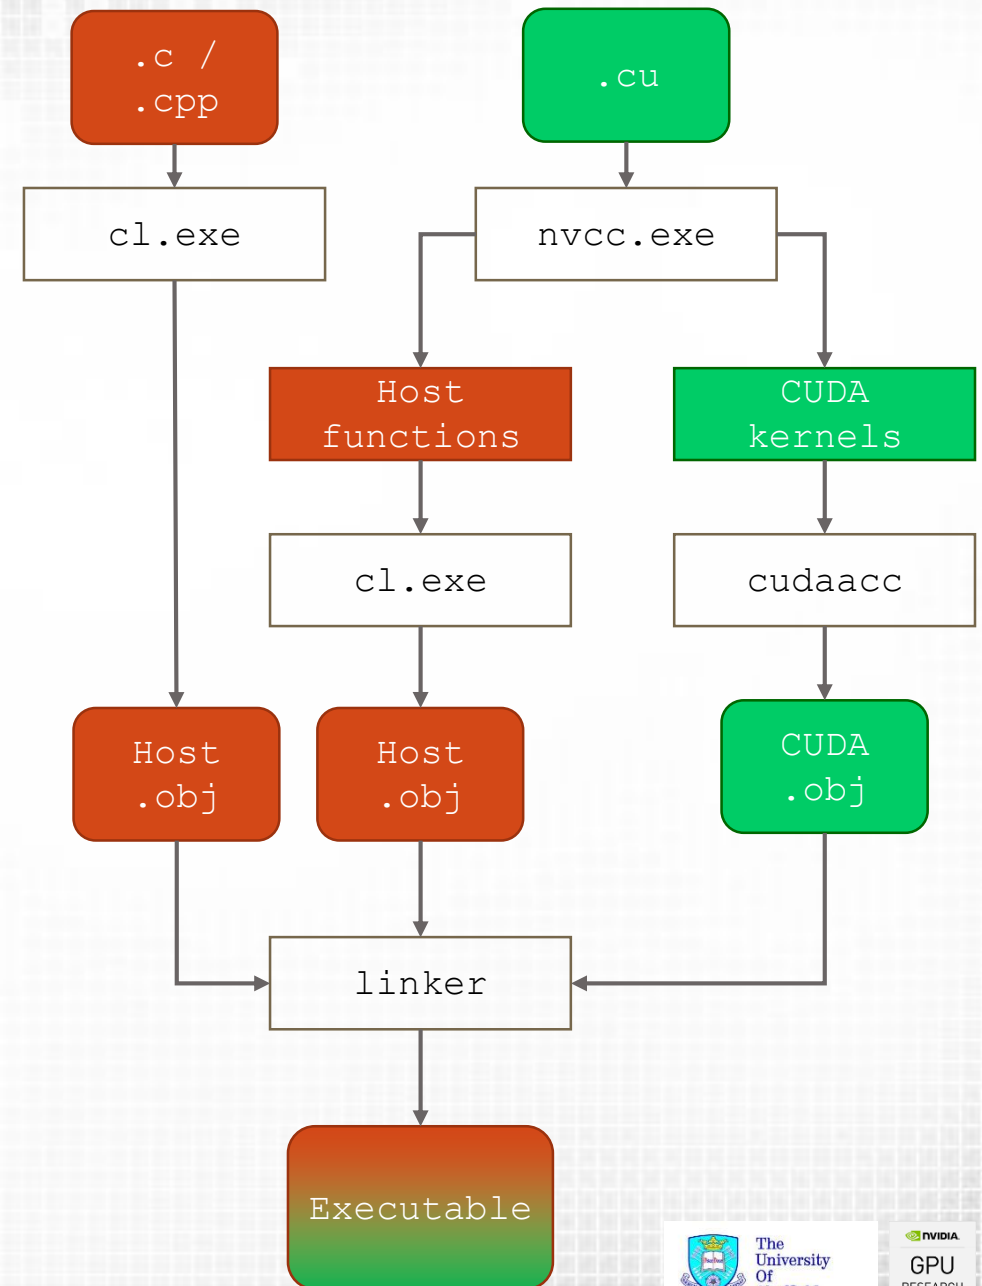 .c /
.cpp
.cu
cl.exe
nvcc.exe
Host
functions
CUDA
kernels
cl.exe
cudaacc
Host
.obj
Host
.obj
CUDA
.obj
linker
Executable
The
University
Of
NVIDIA.
GPU